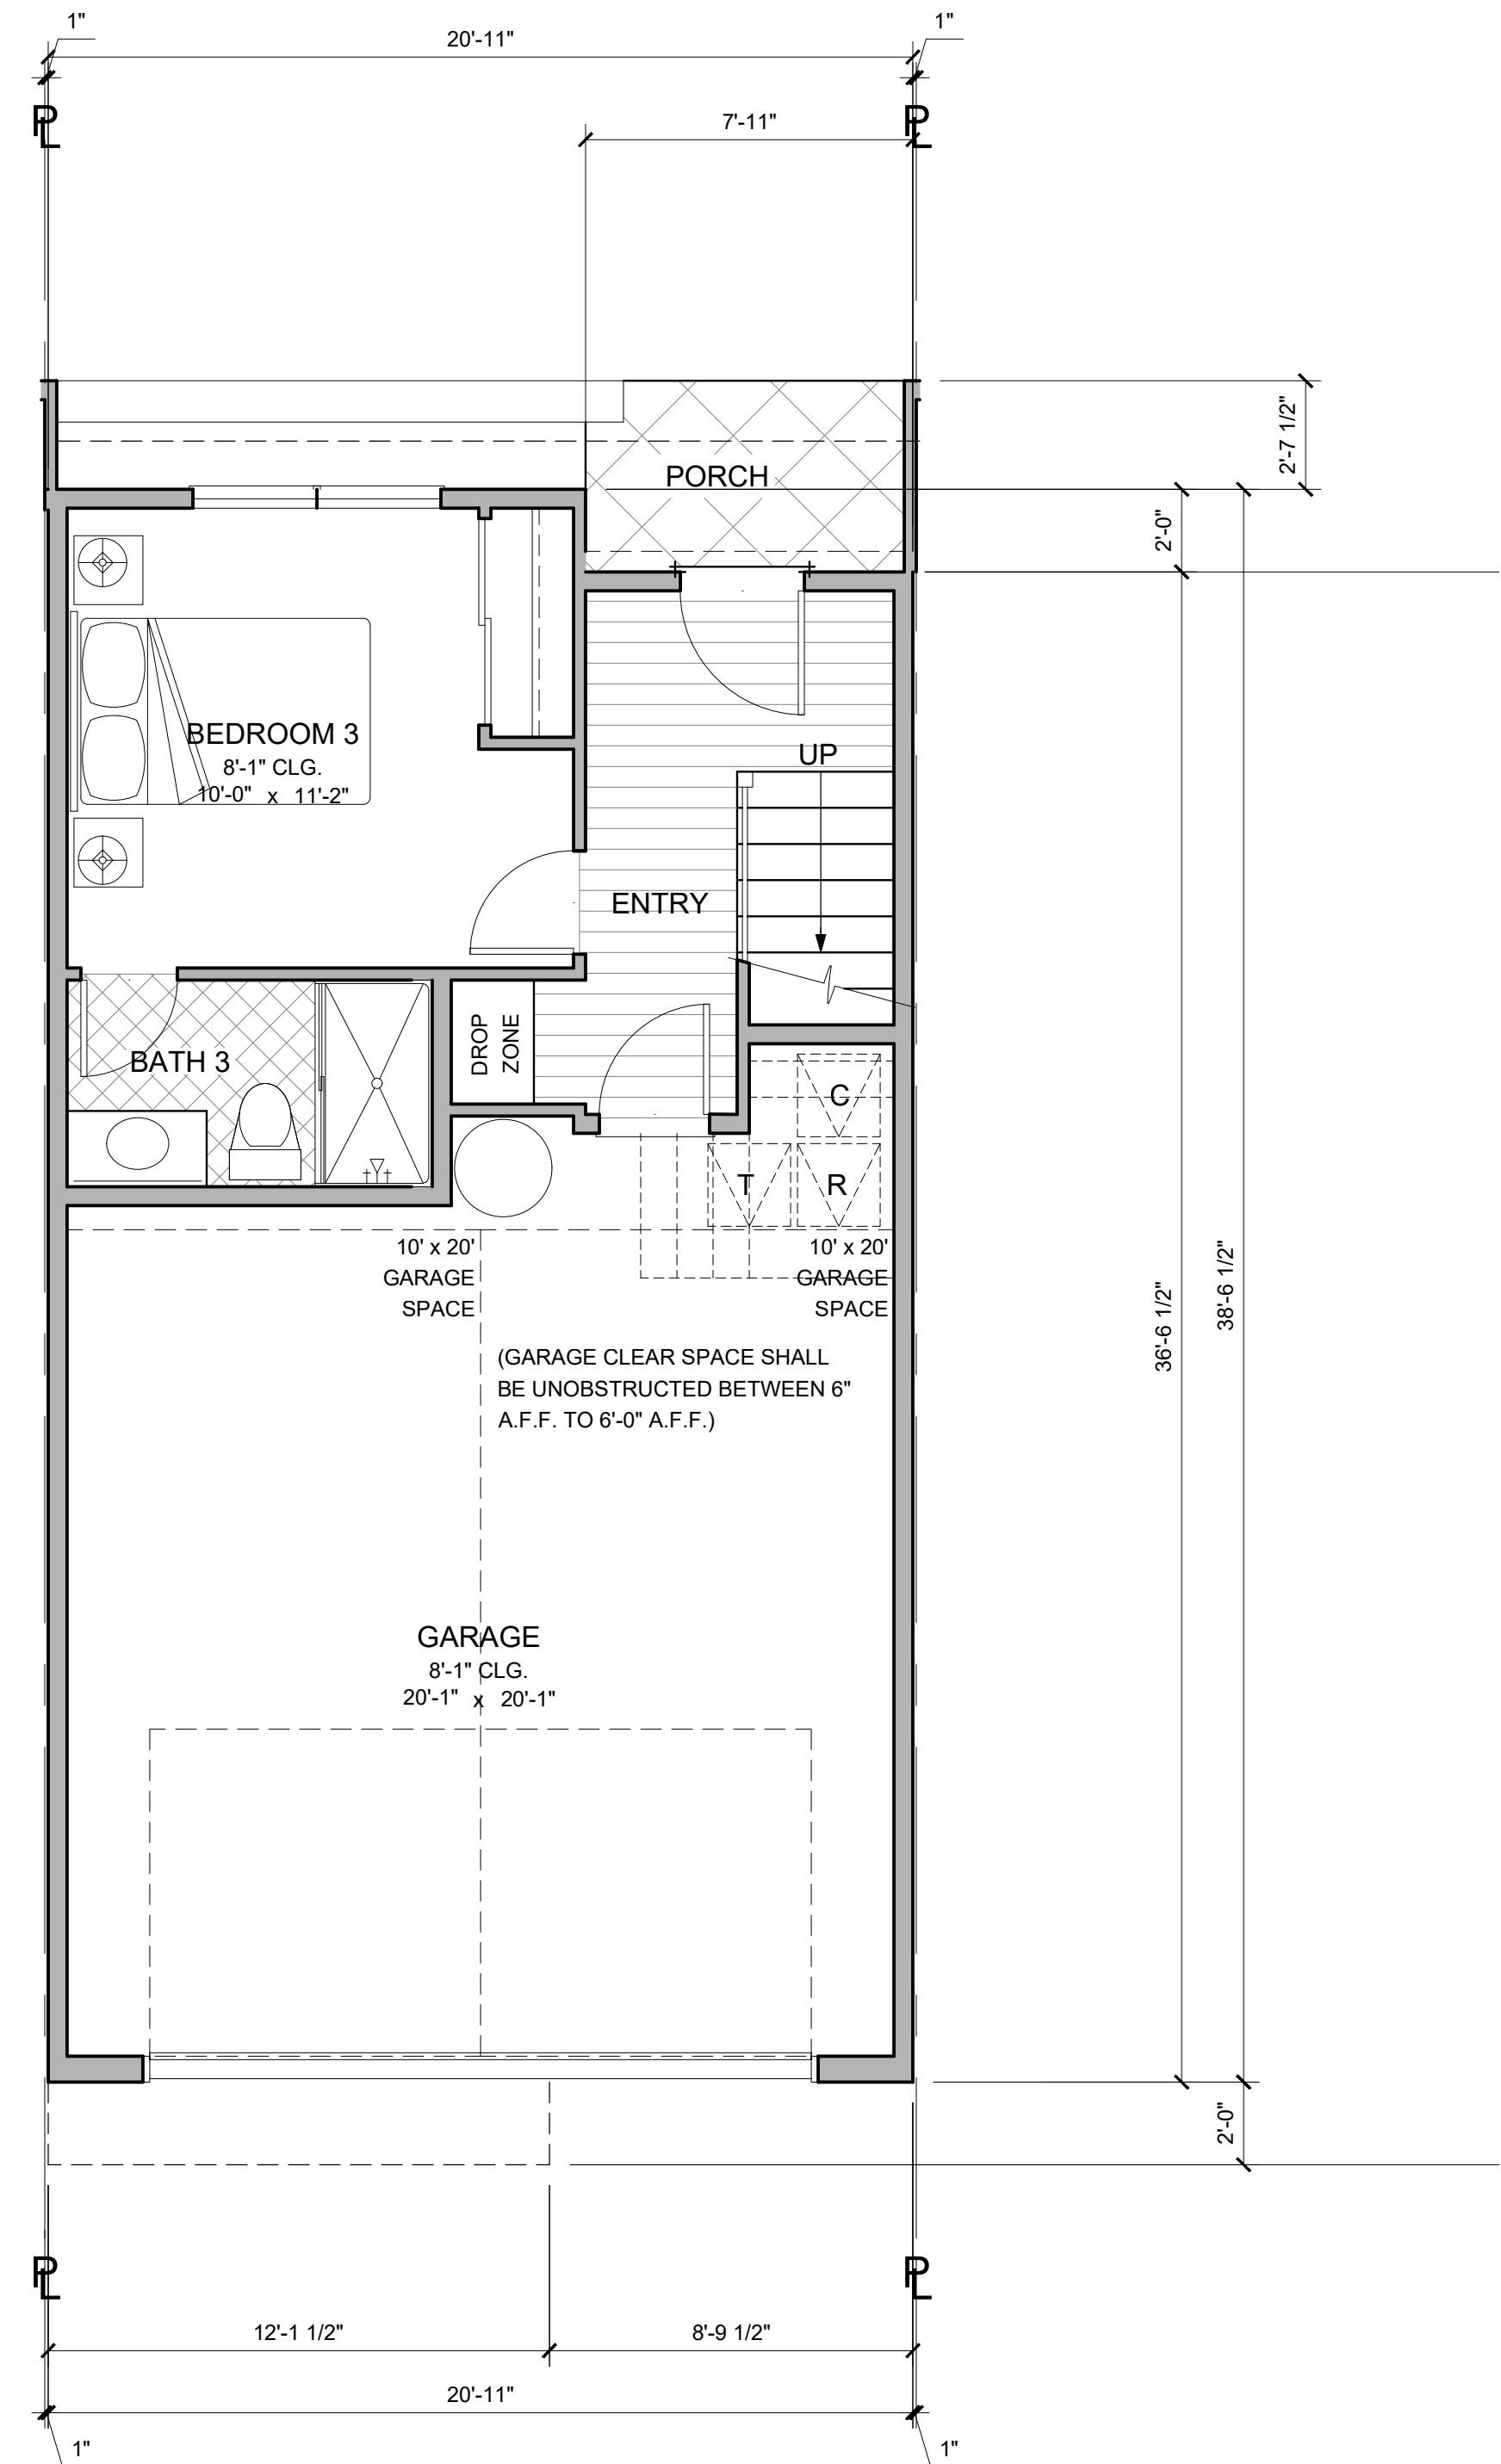 1"
20'-11"
1"
PL
PL
7'-11"
2'-7 1/2"
PORCH
2'-0"
BEDROOM 3
8'-1" CLG.
10'-0" x 11'-2"
UP
ENTRY
DROP
ZONE
BATH 3
C
T
R
10' x 20'
GARAGE
SPACE
10' x 20'
GARAGE
SPACE
36'-6 1/2"
38'-6 1/2"
(GARAGE CLEAR SPACE SHALL
BE UNOBSTRUCTED BETWEEN 6"
A.F.F. TO 6'-0" A.F.F.)
GARAGE
8'-1" CLG.
20'-1" x 20'-1"
2'-0"
PL
PL
12'-1 1/2"
8'-9 1/2"
20'-11"
1"
1"